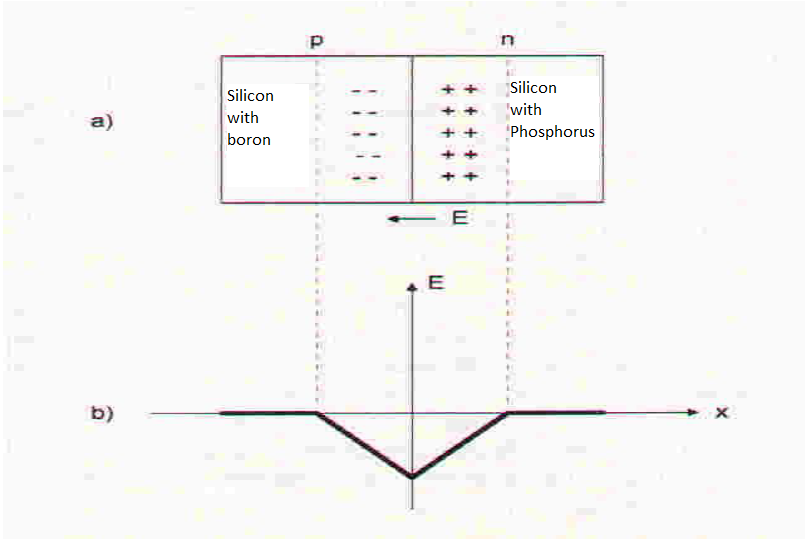 p n
a)
Silicon
with
boron
- -
- -
- -
- -
- -
+ +
+ +
+ +
+ +
+ +
Silicon
with
Phosphorus
E
E
b)
x